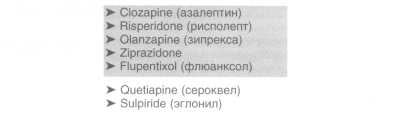 ➤ Clozapine (азалептин)
➤ Risperidone (рисполепт)
➤ Olanzapine (зипрекса)
➤ Ziprazidone
➤ Flupentixol (флюанксол)
➤ Quetiapine (сероквел)
➤ Sulpiride (эглонил)